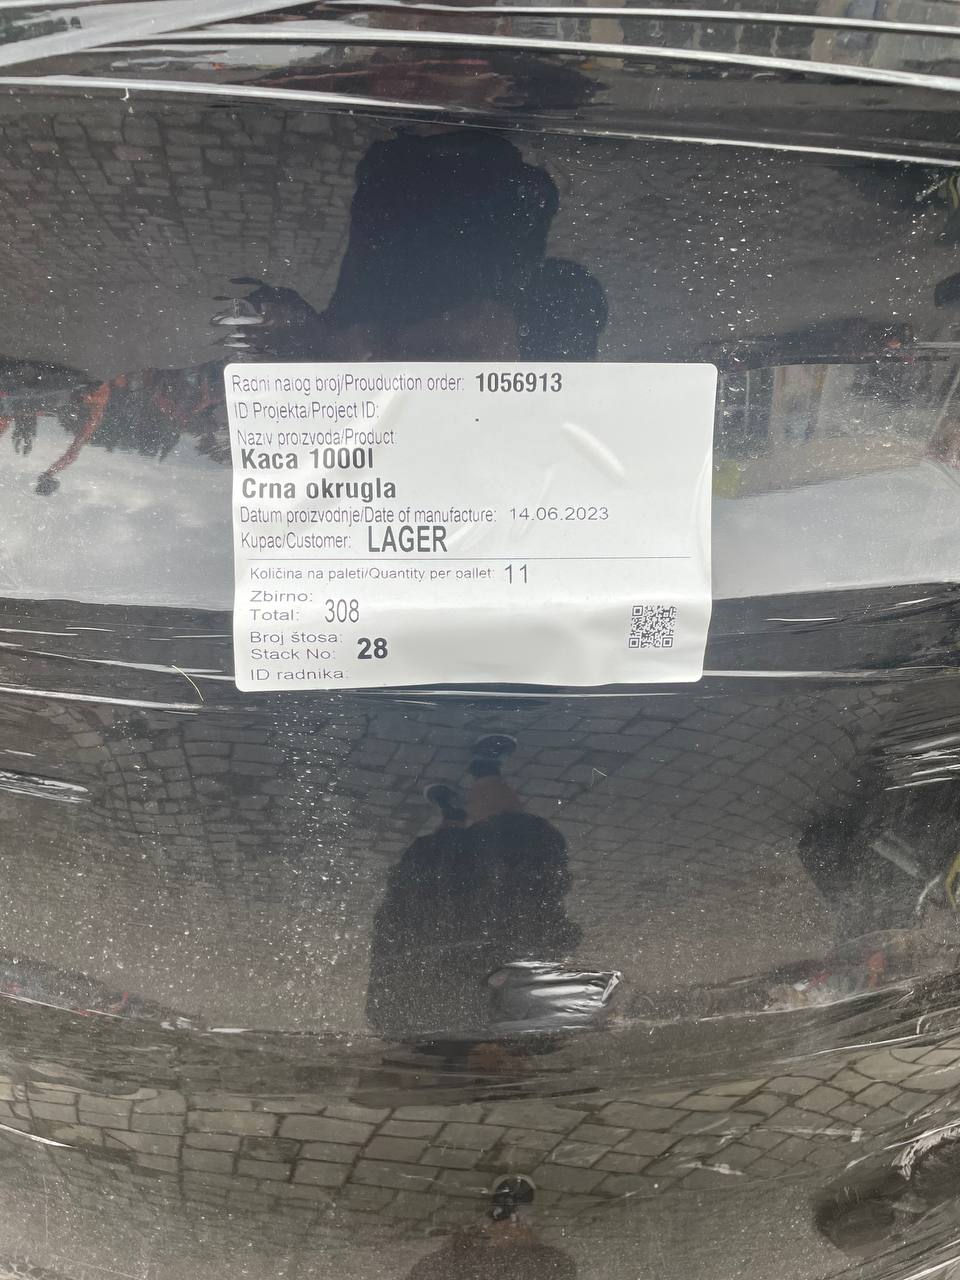 Radni nalog broj/Prouduction order: 1056913
ID Projekta/Project ID:
Naziv proizvoda/Product:
Kaca 1000l
Crna okrugla
Datum proizvodnje/Date of manufacture: 14.06.2023
Kupac/Customer: LAGER
Količina na paleti/Quantity per pallet: 11
Zbirno:
Total: 308
Broj štosa:
Stack No: 28
ID radnika: